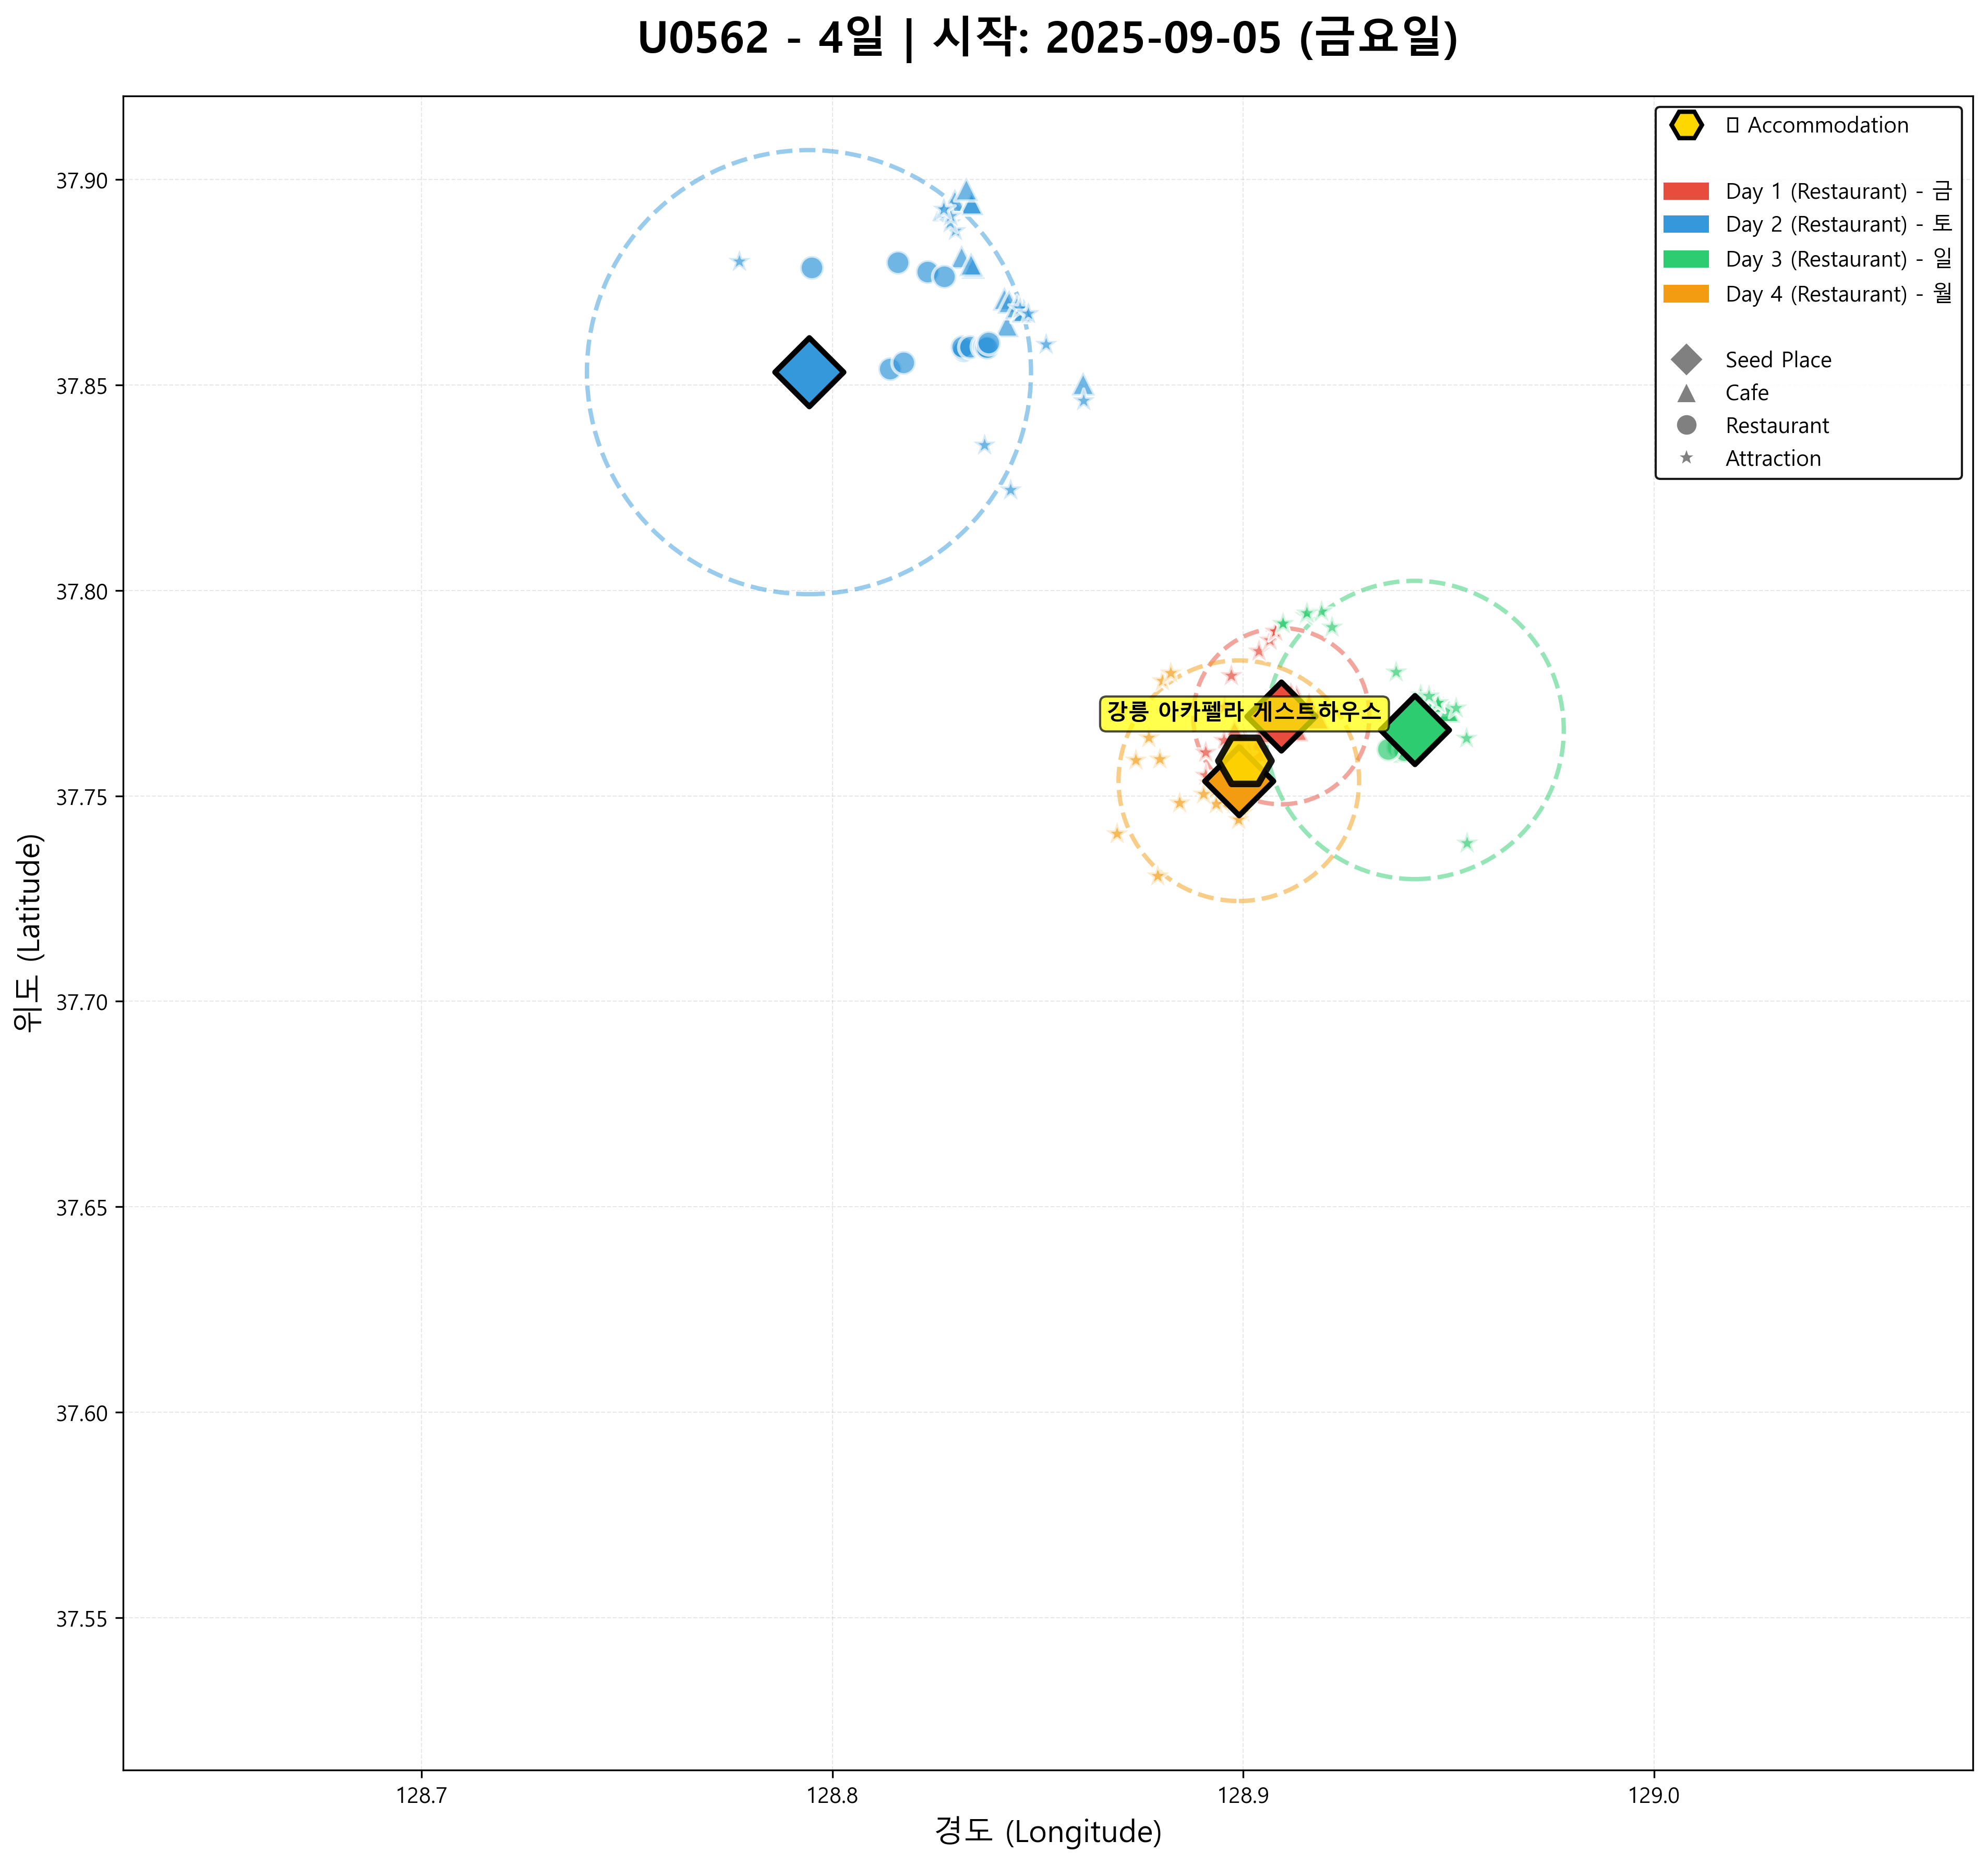 U0562 - 4일 | 시작: 2025-09-05 (금요일)
Accommodation
Day 1 (Restaurant) - 금
Day 2 (Restaurant) - 토
Day 3 (Restaurant) - 일
Day 4 (Restaurant) - 월
Seed Place
Cafe
Restaurant
Attraction
강릉 아카펠라 게스트하우스
위도 (Latitude)
37.90
37.85
37.80
37.75
37.70
37.65
37.60
37.55
128.7
128.8
128.9
129.0
경도 (Longitude)